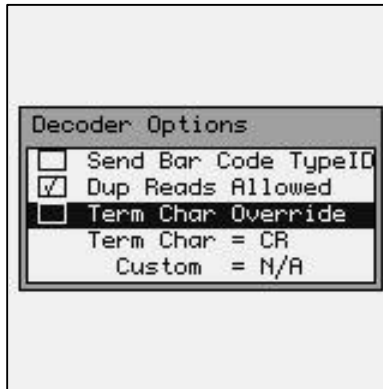 Decoder Options
Send Bar Code TypeID
Dup Reads Allowed
Term Char Override
Term Char = CR
Custom = N/A